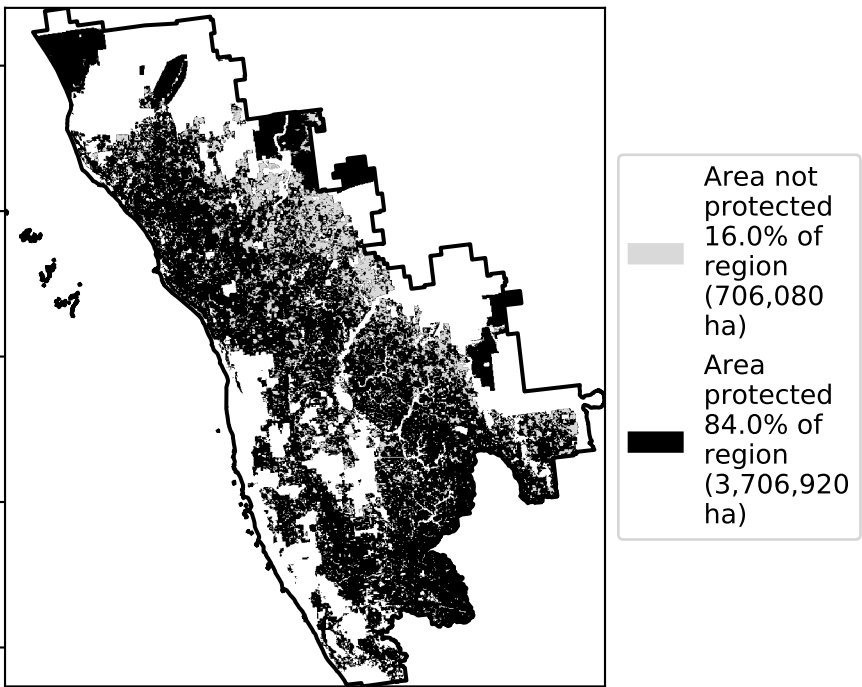 Area not
protected
16.0% of
region
(706,080
ha)
Area
protected
84.0% of
region
(3,706,920
ha)